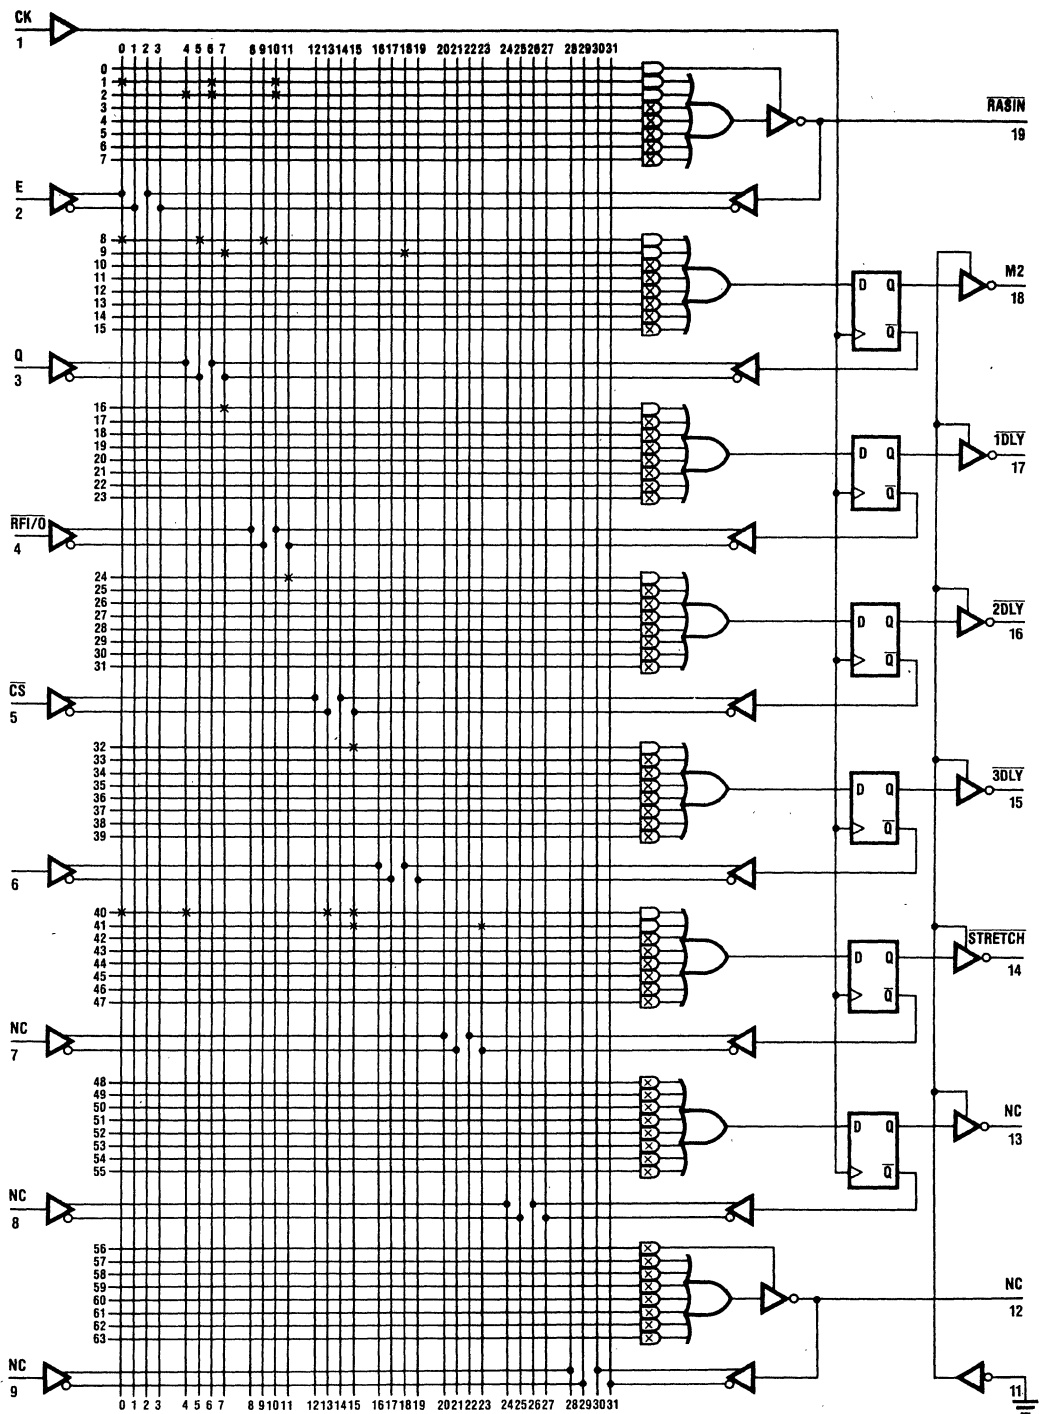 CK
1
0 1 2 3 4 5 6 7 8 9 10 11 12 13 14 15 16 17 18 19 20 21 22 23 24 25 26 27 28 29 30 31
0
1
2
3
4
5
6
7
RASIN
19
E
2
8
9
10
11
12
13
14
15
D Q
Q
M2
18
Q
3
16
17
18
19
20
21
22
23
D Q
Q
1DLY
17
RFI/O
4
24
25
26
27
28
29
30
31
D Q
Q
2DLY
16
CS
5
32
33
34
35
36
37
38
39
D Q
Q
3DLY
15
6
40
41
42
43
44
45
46
47
D Q
Q
STRETCH
14
NC
7
48
49
50
51
52
53
54
55
D Q
Q
NC
13
NC
8
56
57
58
59
60
61
62
63
NC
12
NC
9
11
0 1 2 3 4 5 6 7 8 9 10 11 12 13 14 15 16 17 18 19 20 21 22 23 24 25 26 27 28 29 30 31